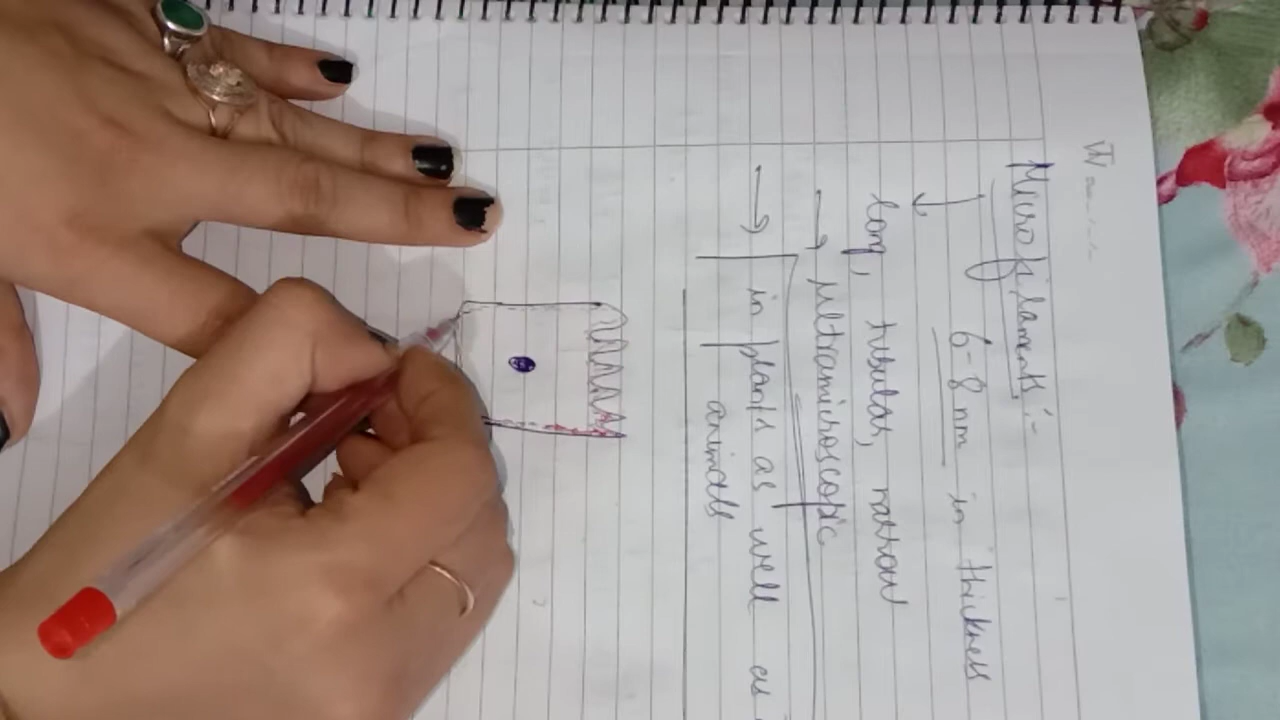 Microfilaments :-
6-8 nm in thickness
long, tubular, narrow
→ Ultramicroscopic
→ in plants as well as
animals